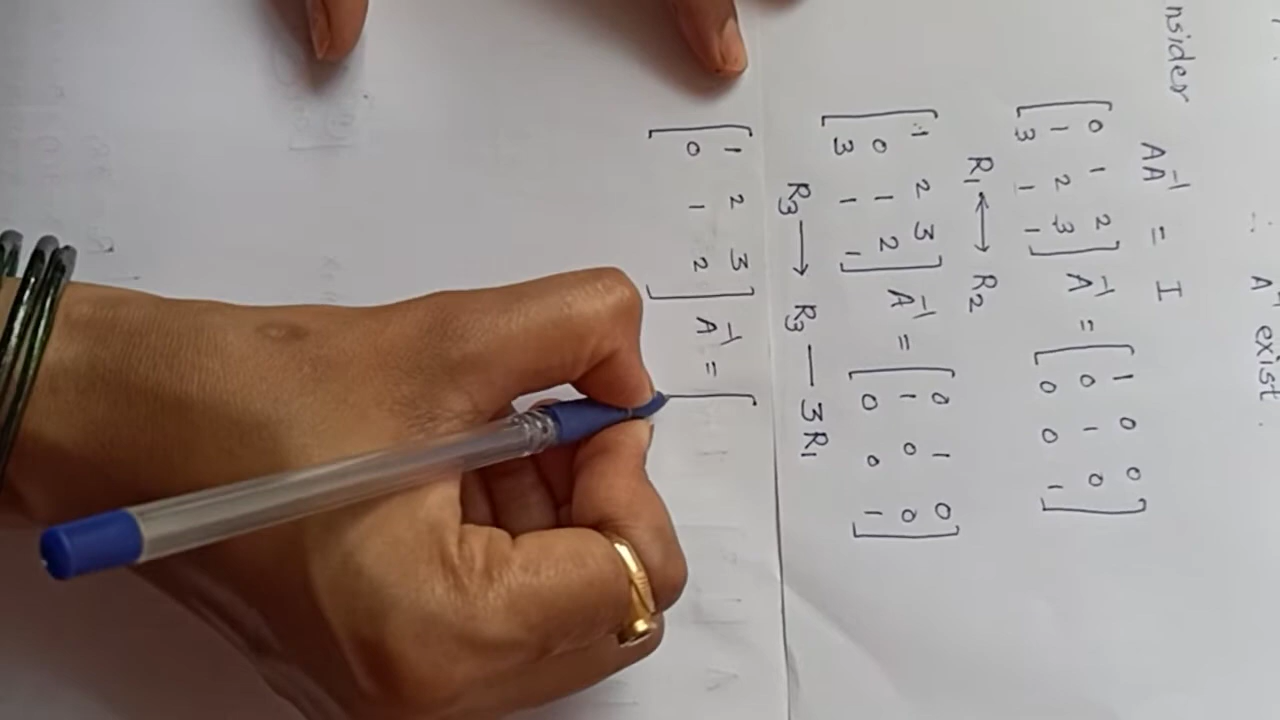 A⁻¹ exist.
nsider AA⁻¹ = I
[0 1 2
1 2 3
3 1 1] A⁻¹ = [1 0 0
0 1 0
0 0 1]
R₁ ↔ R₂
[1 2 3
0 1 2
3 1 1] A⁻¹ = [0 1 0
1 0 0
0 0 1]
R₃ → R₃ — 3R₁
[1 2 3
0 1 2] A⁻¹ = [